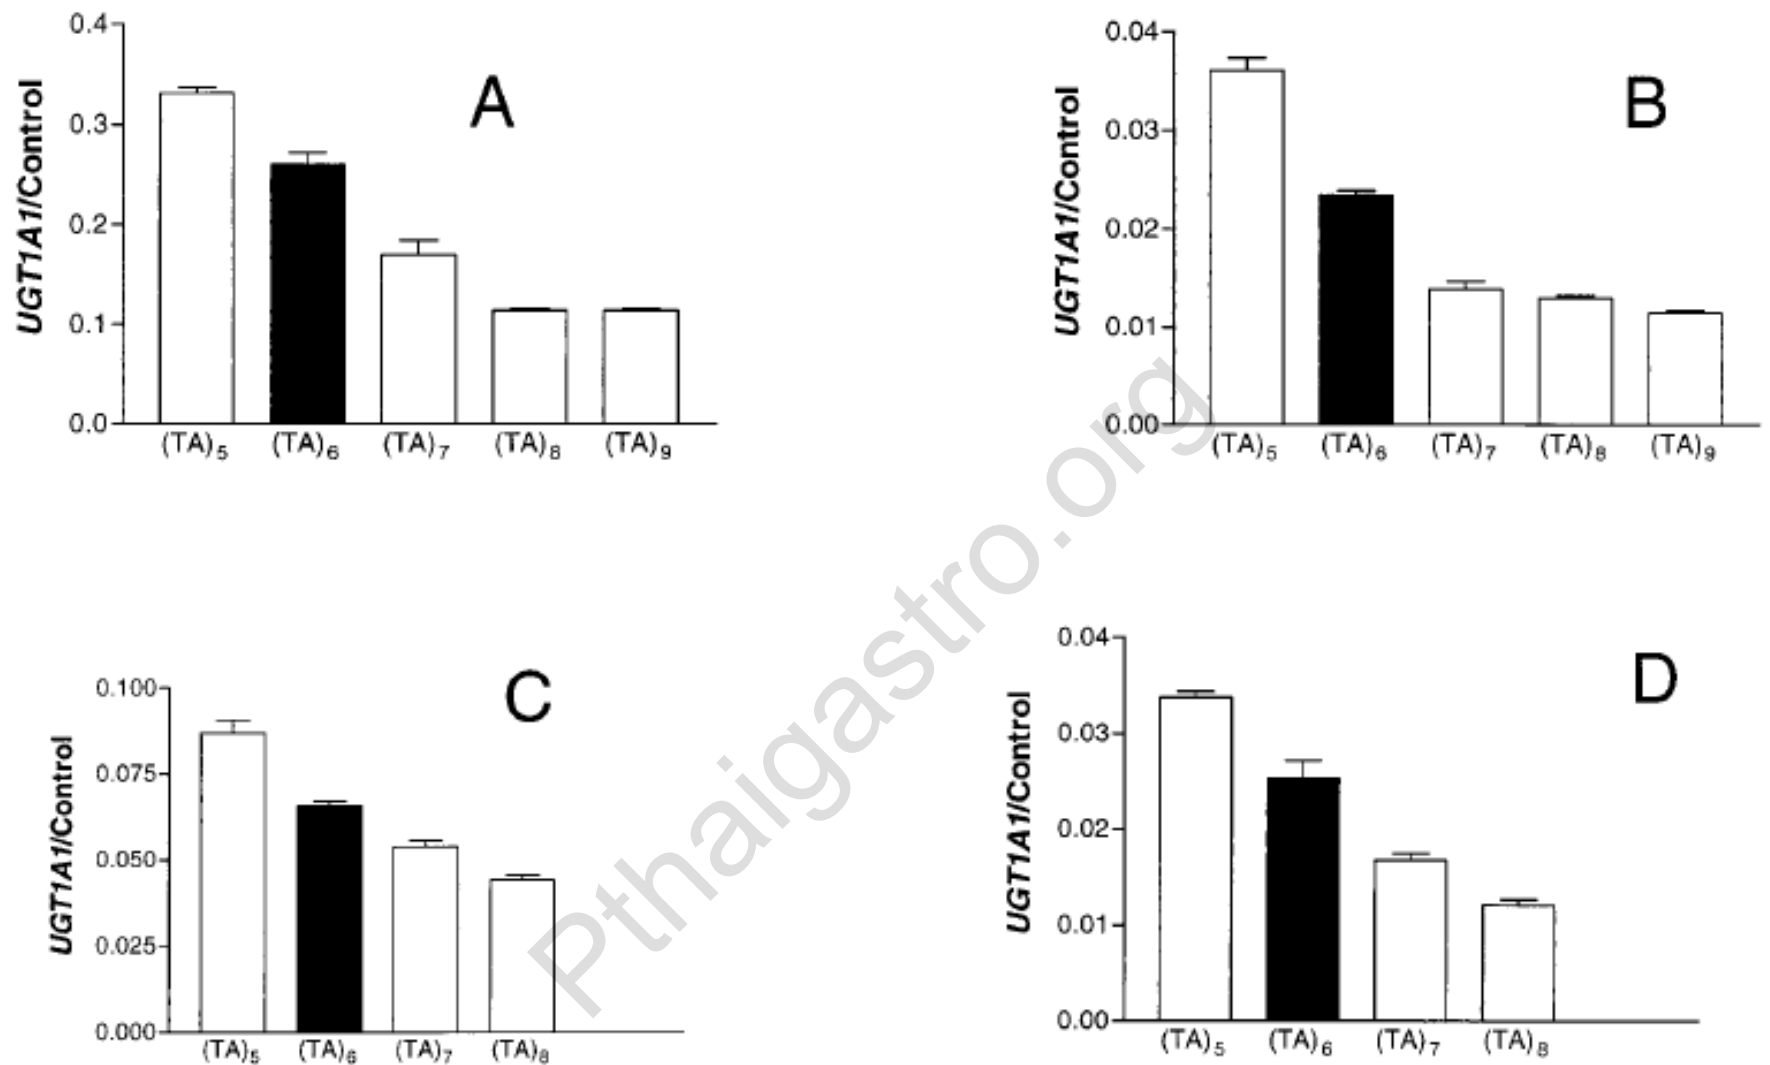 A
UGT1A1/Control
0.4
0.3
0.2
0.1
0.0
(TA)5 (TA)6 (TA)7 (TA)8 (TA)9
B
UGT1A1/Control
0.04
0.03
0.02
0.01
0.00
(TA)5 (TA)6 (TA)7 (TA)8 (TA)9
C
UGT1A1/Control
0.100
0.075
0.050
0.025
0.000
(TA)5 (TA)6 (TA)7 (TA)8
D
UGT1A1/Control
0.04
0.03
0.02
0.01
0.00
(TA)5 (TA)6 (TA)7 (TA)8
Pthaigastro.org